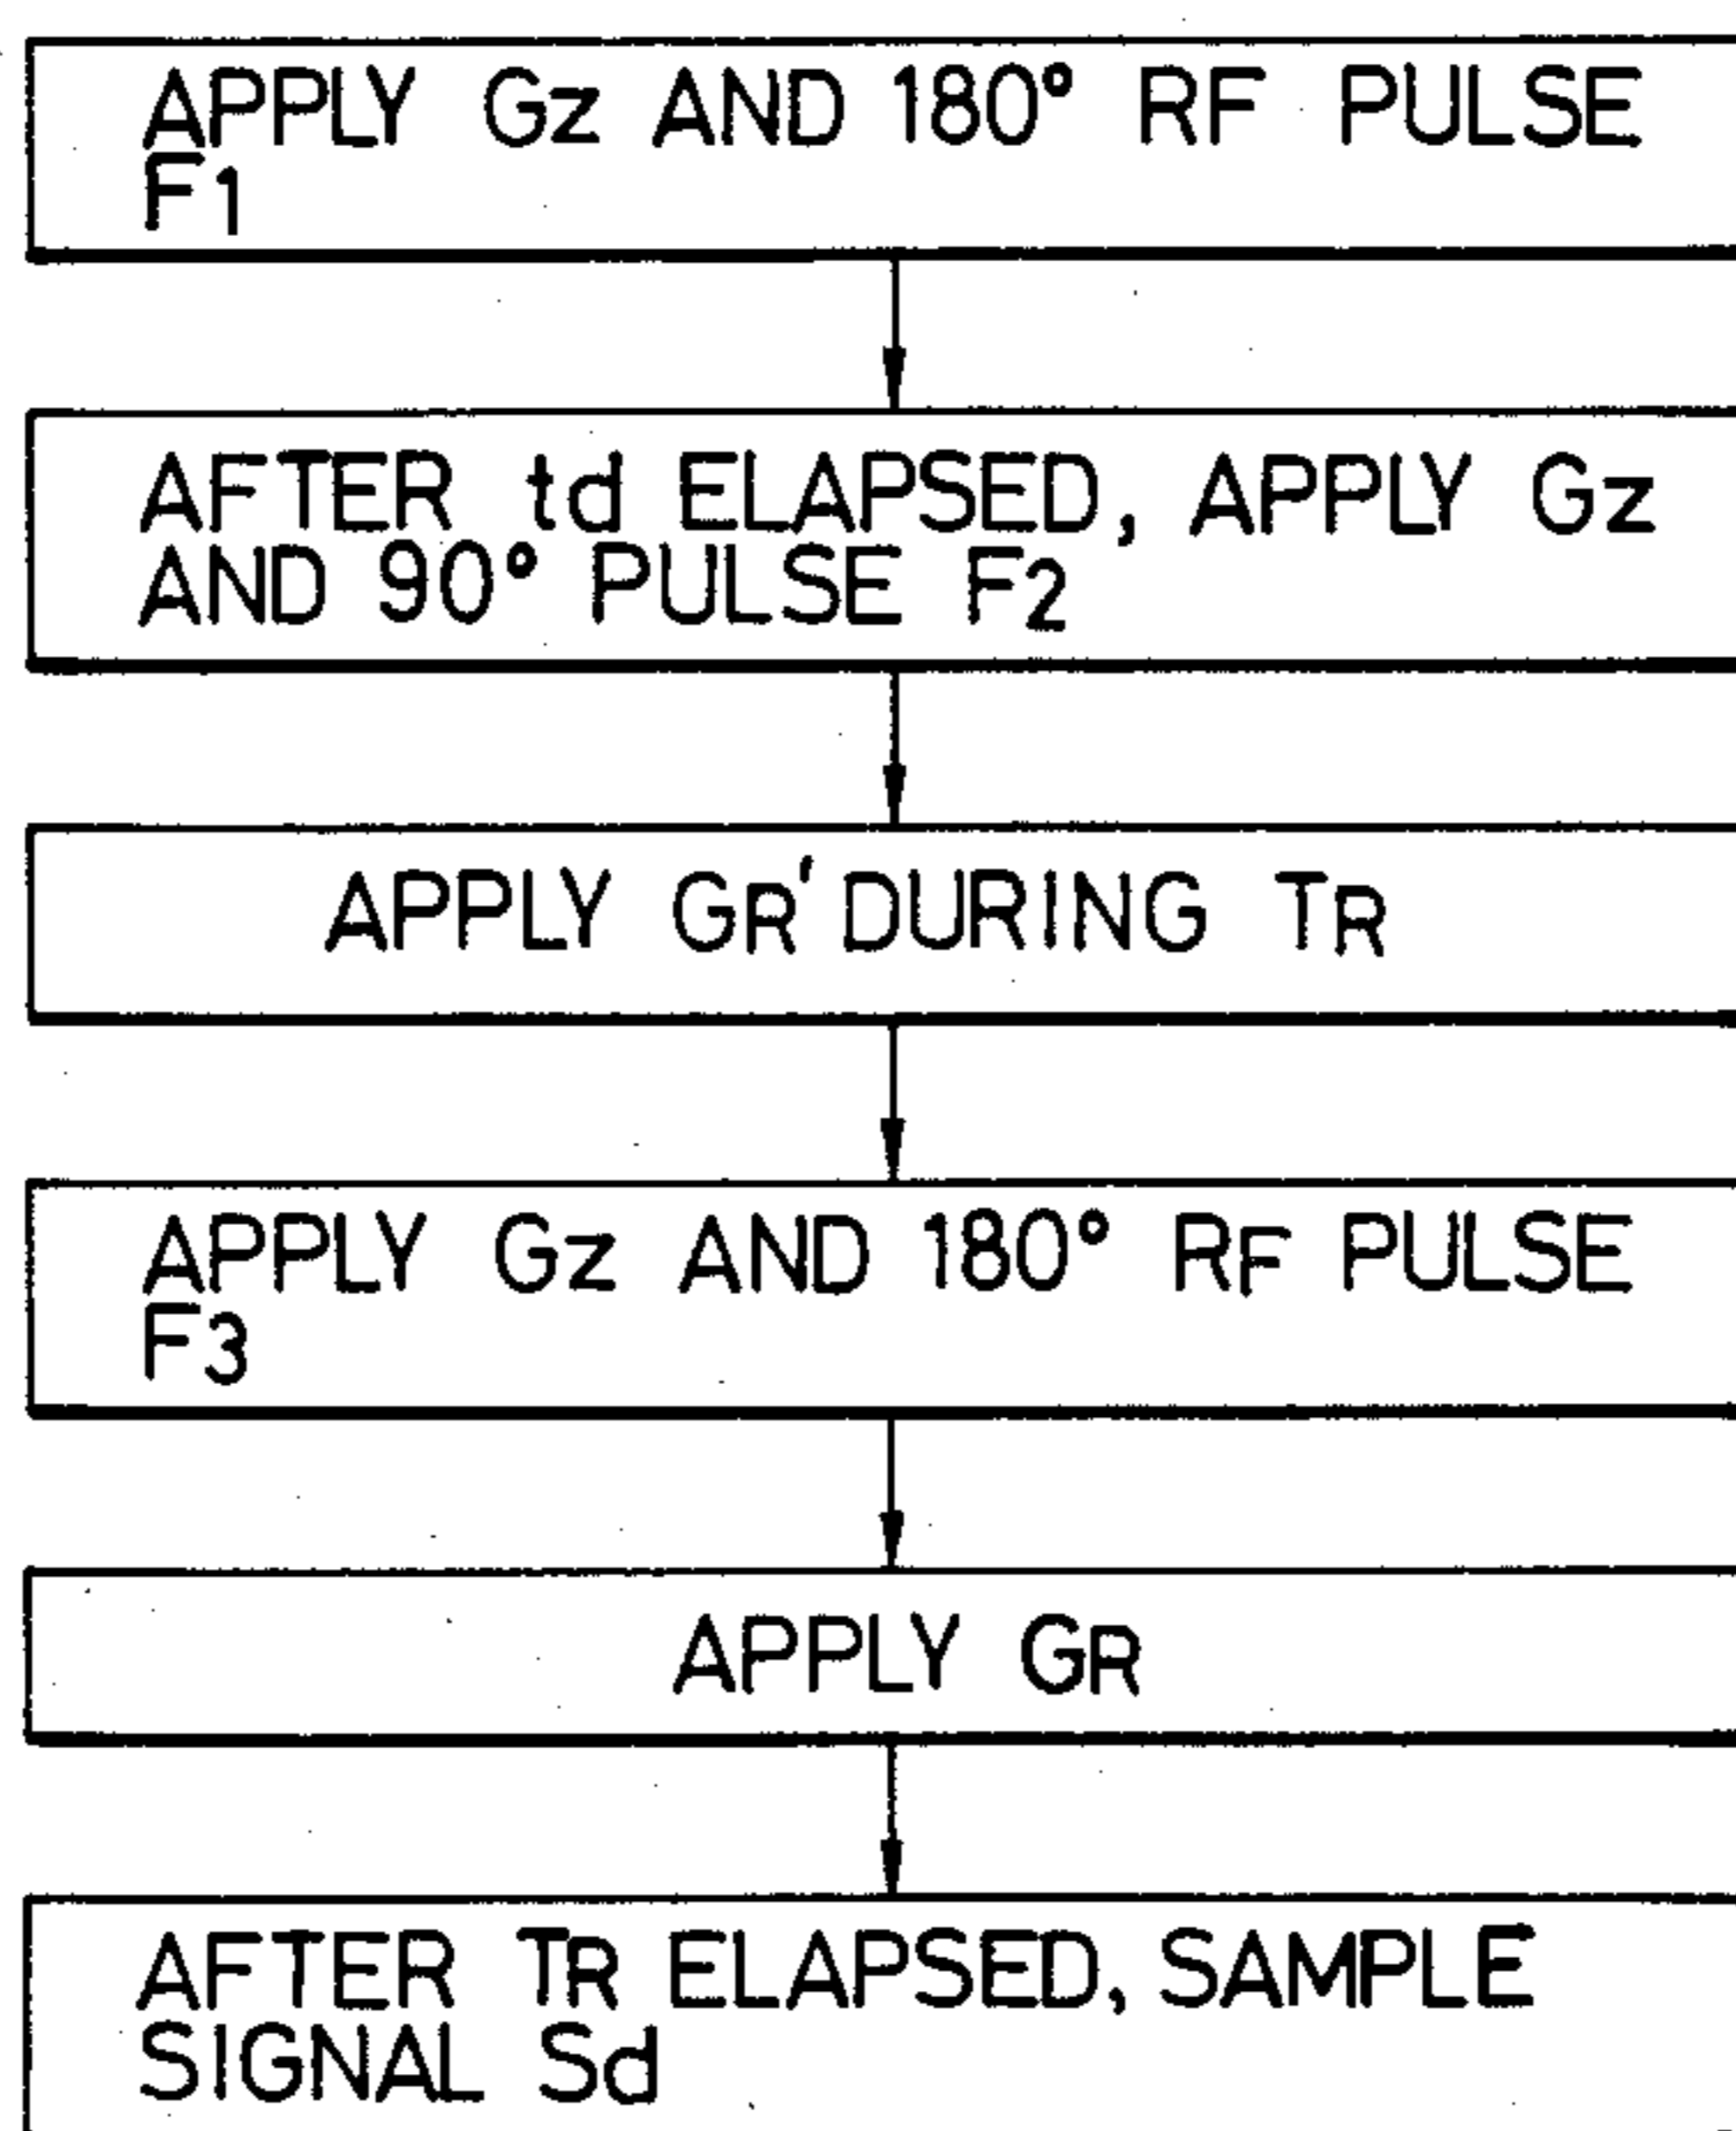 APPLY Gz AND 180° RF PULSE
F1
AFTER td ELAPSED, APPLY Gz
AND 90° PULSE F2
APPLY GR' DURING TR
APPLY Gz AND 180° RF PULSE
F3
APPLY GR
AFTER TR ELAPSED, SAMPLE
SIGNAL Sd